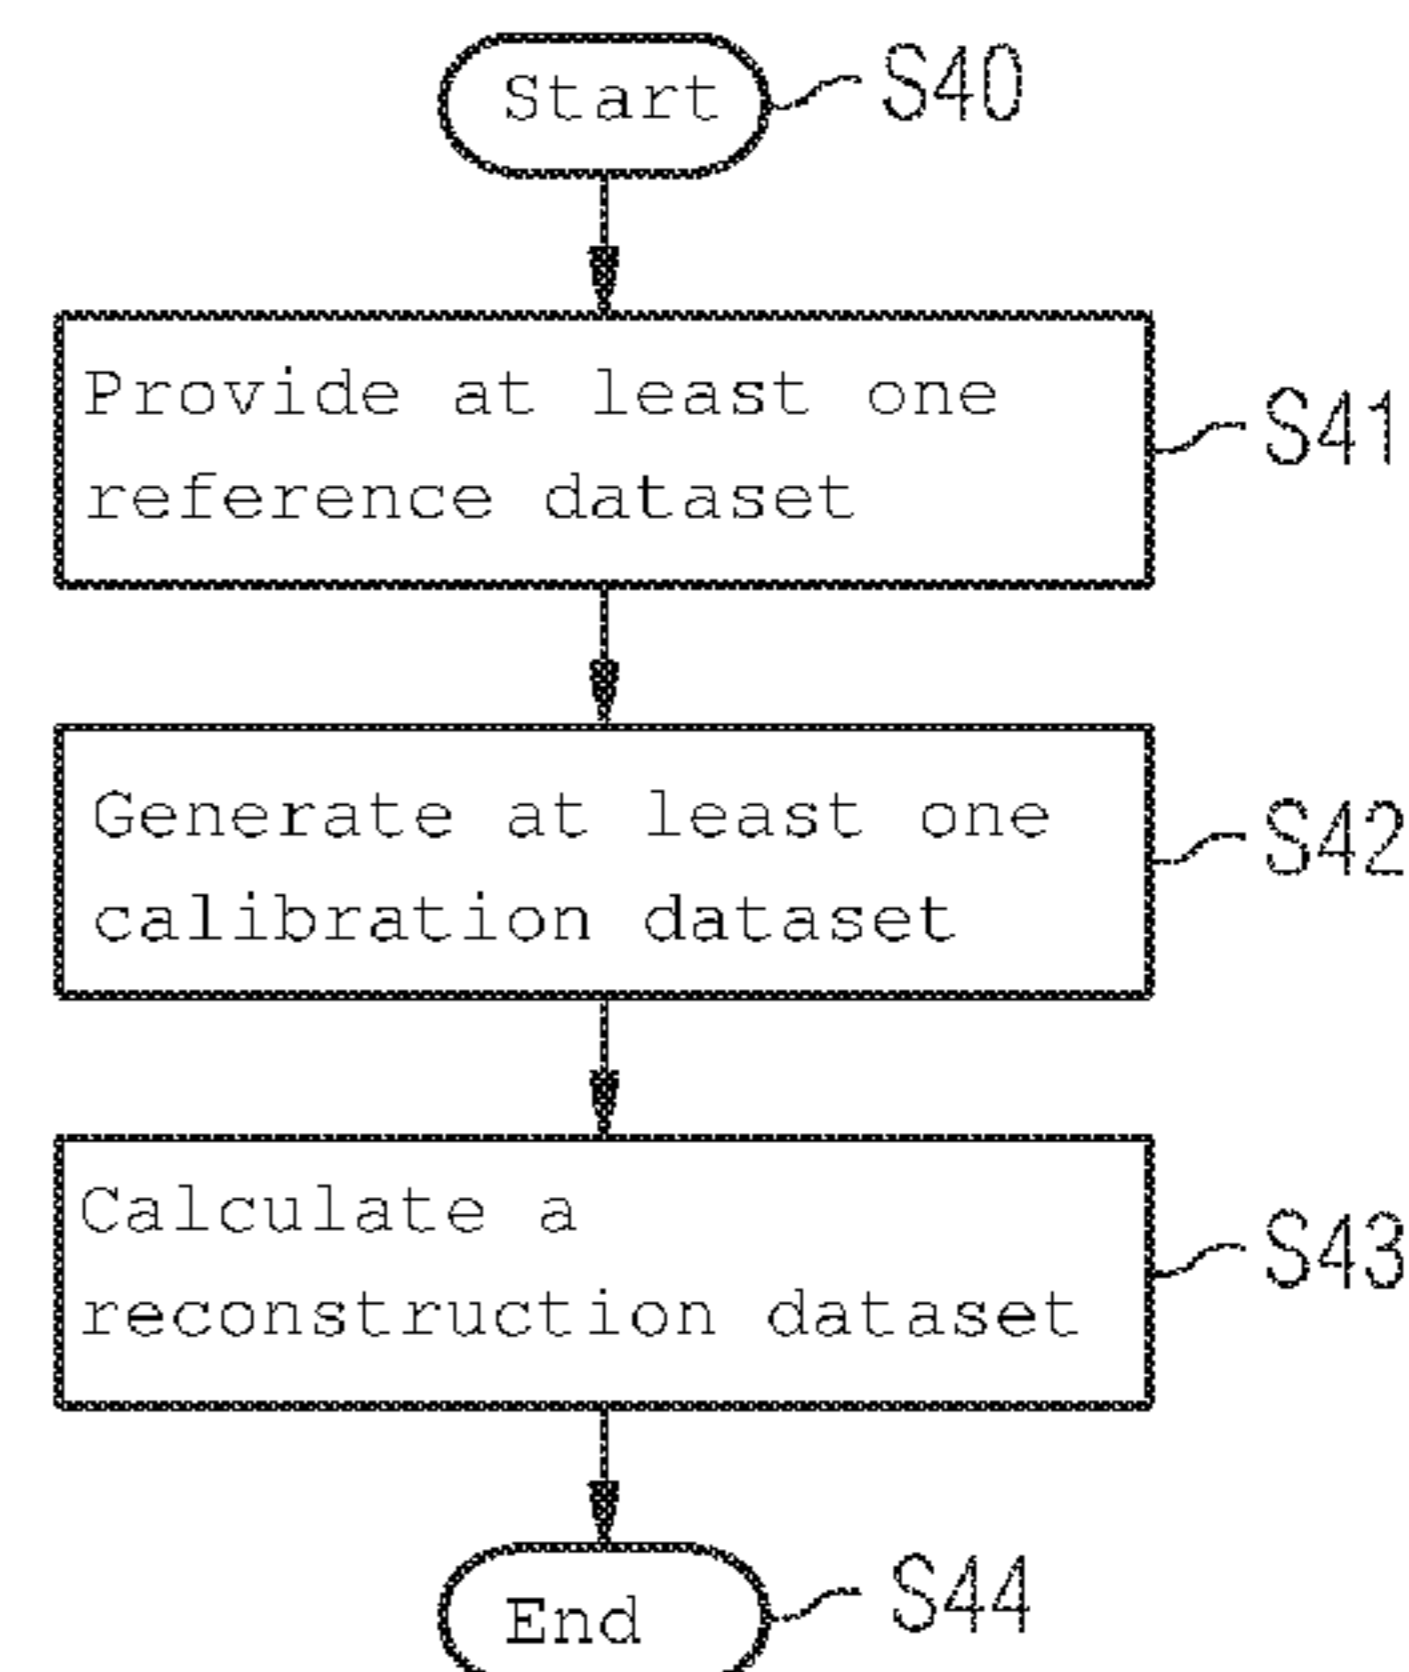 Start
S40
Provide at least one
reference dataset
S41
Generate at least one
calibration dataset
S42
Calculate a
reconstruction dataset
S43
End
S44